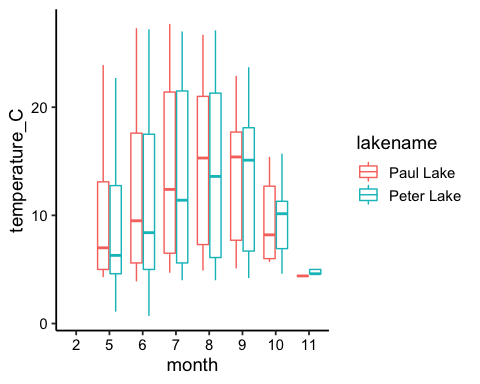 temperature_C
20
10
0
2 5 6 7 8 9 10 11
month
lakename
Paul Lake
Peter Lake